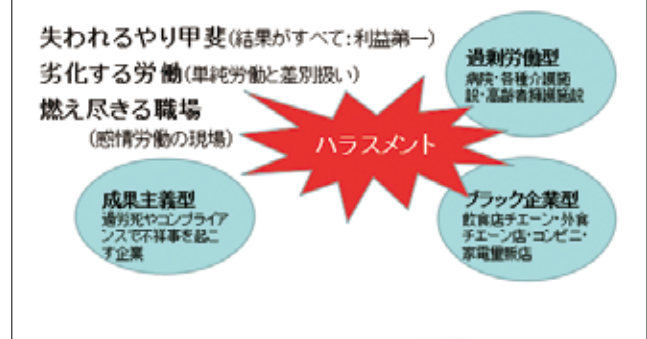 失われるやり甲斐(結果がすべて:利益第一)
劣化する労働(単純労働と差別扱い)
燃え尽きる職場
(感情労働の現場)
ハラスメント
過剰労働型
病院・各種介護施
設・高齢者擁護施設
成果主義型
過労死やコンプライア
ンスで不祥事を起こ
す企業
ブラック企業型
飲食店チェーン・外食
チェーン店・コンビニ・
家電量販店